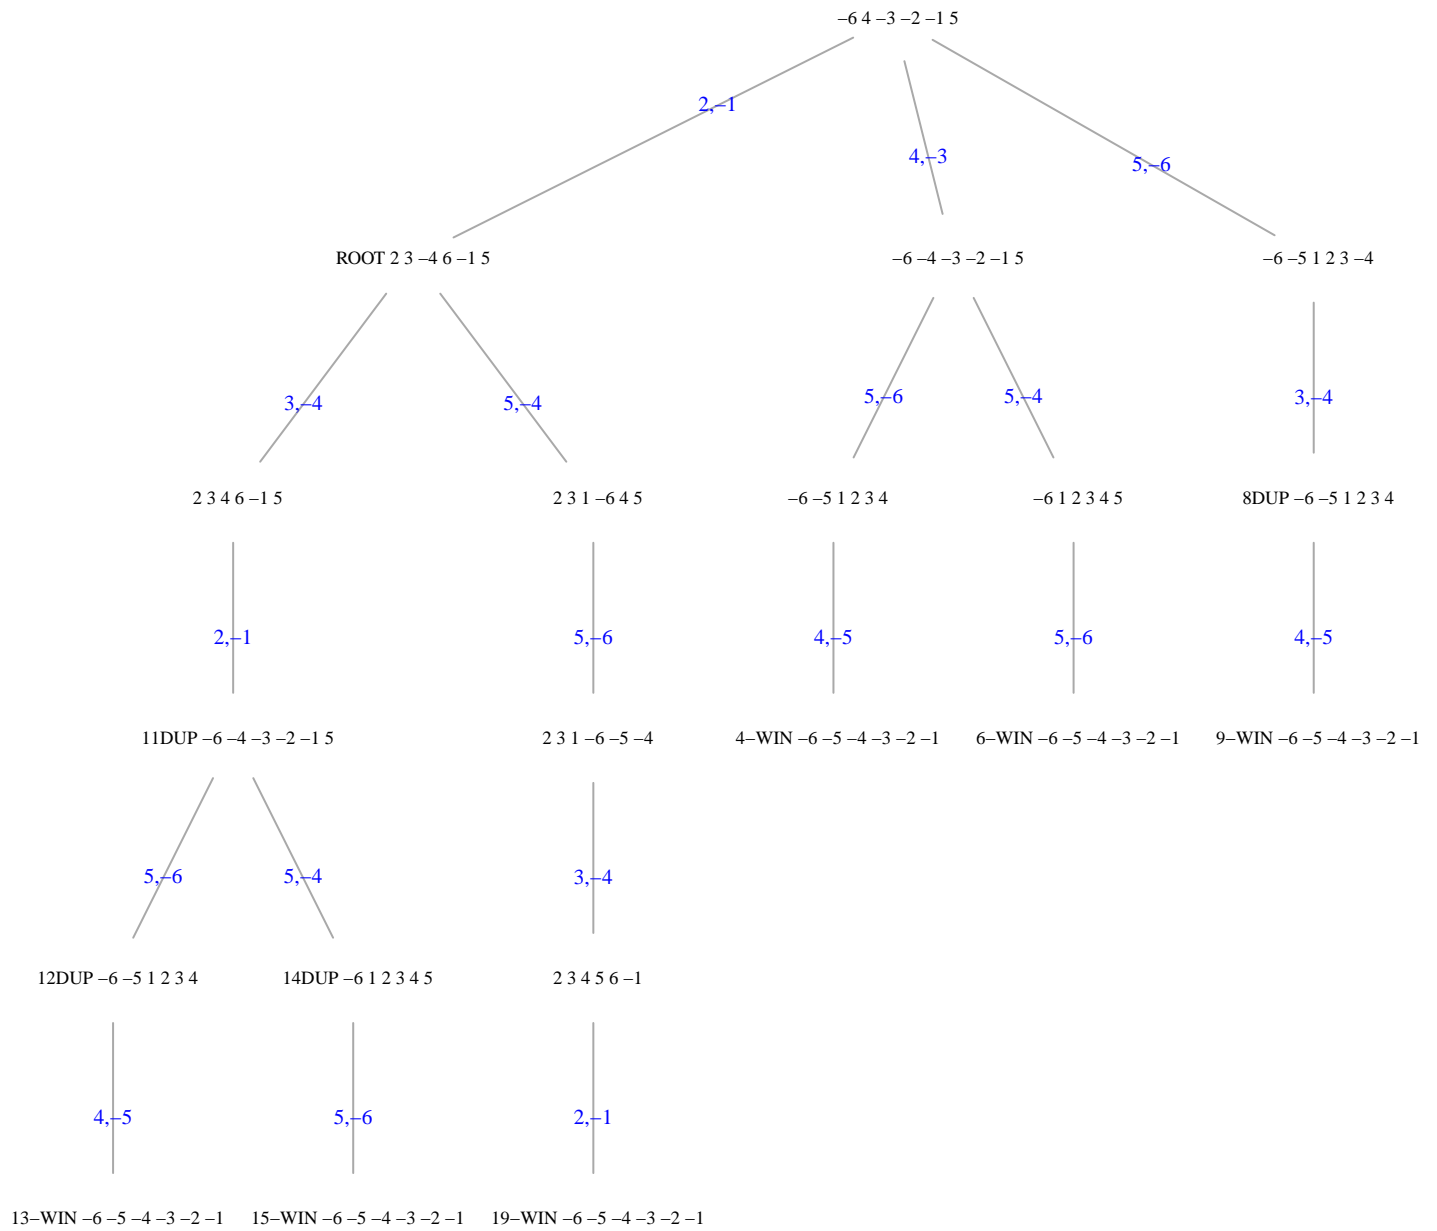 –6 4 –3 –2 –1 5
2,–1
4,–3
5,–6
ROOT 2 3 –4 6 –1 5
–6 –4 –3 –2 –1 5
–6 –5 1 2 3 –4
3,–4
5,–4
5,–6
5,–4
3,–4
2 3 4 6 –1 5
2 3 1 –6 4 5
–6 –5 1 2 3 4
–6 1 2 3 4 5
8DUP –6 –5 1 2 3 4
2,–1
5,–6
4,–5
5,–6
4,–5
11DUP –6 –4 –3 –2 –1 5
2 3 1 –6 –5 –4
4–WIN –6 –5 –4 –3 –2 –1
6–WIN –6 –5 –4 –3 –2 –1
9–WIN –6 –5 –4 –3 –2 –1
5,–6
5,–4
3,–4
12DUP –6 –5 1 2 3 4
14DUP –6 1 2 3 4 5
2 3 4 5 6 –1
4,–5
5,–6
2,–1
13–WIN –6 –5 –4 –3 –2 –1
15–WIN –6 –5 –4 –3 –2 –1
19–WIN –6 –5 –4 –3 –2 –1